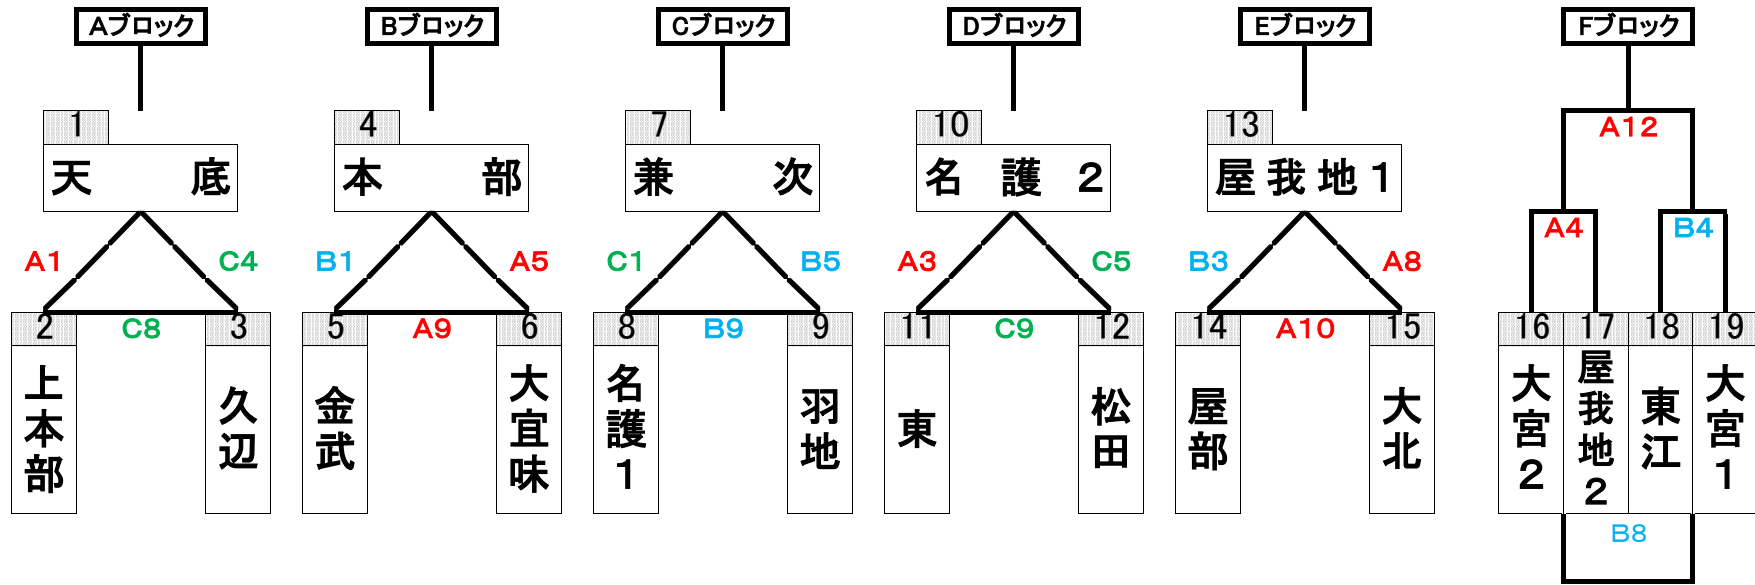 Aブロック
Bブロック
Cブロック
Dブロック
Eブロック
Fブロック
1
4
7
10
13
天 底
本 部
兼 次
名 護 2
屋我地1
A12
A4
B4
A1
C4
B1
A5
C1
B5
A3
C5
B3
A8
2
C8
3
5
A9
6
8
B9
9
11
C9
12
14
A10
15
16
17
18
19
上本部
久辺
金武
大宜味
名護1
羽地
東
松田
屋部
大北
大宮2
屋我地2
東江
大宮1
B8